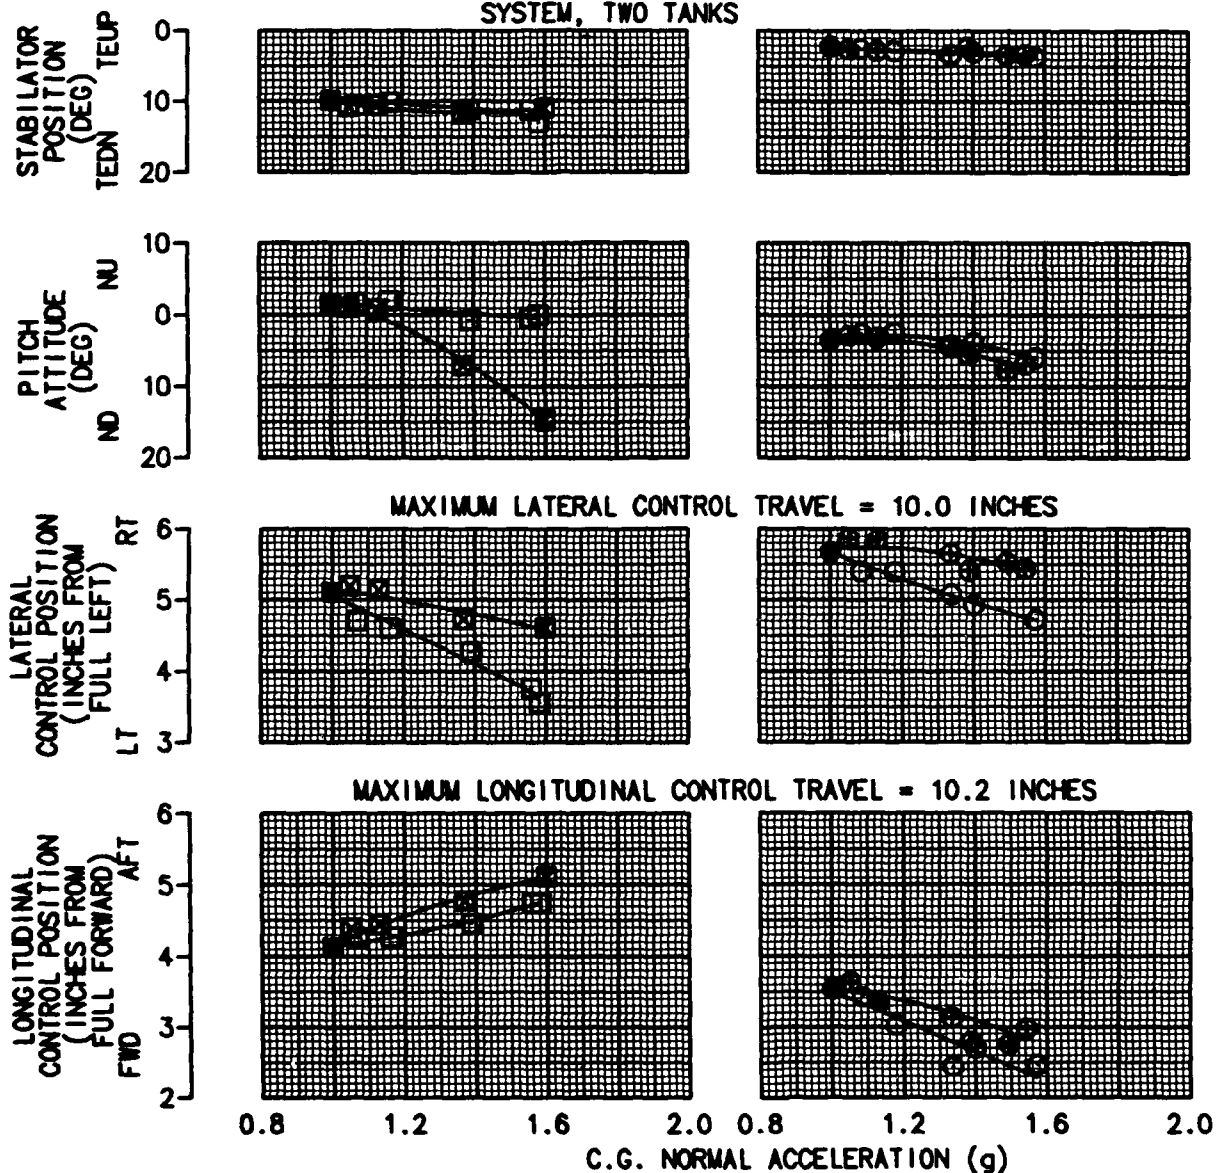 SYSTEM, TWO TANKS
STABILATOR
POSITION
(DEG)
TEDN TEUP
0
10
20
PITCH
ATTITUDE
(DEG)
ND NU
10
0
10
20
MAXIMUM LATERAL CONTROL TRAVEL = 10.0 INCHES
LATERAL
CONTROL POSITION
(INCHES FROM
FULL LEFT)
LT RT
6
5
4
3
MAXIMUM LONGITUDINAL CONTROL TRAVEL = 10.2 INCHES
LONGITUDINAL
CONTROL POSITION
(INCHES FROM
FULL FORWARD)
FWD AFT
6
5
4
3
2
0.8 1.2 1.6 2.0 0.8 1.2 1.6 2.0
C.G. NORMAL ACCELERATION (g)